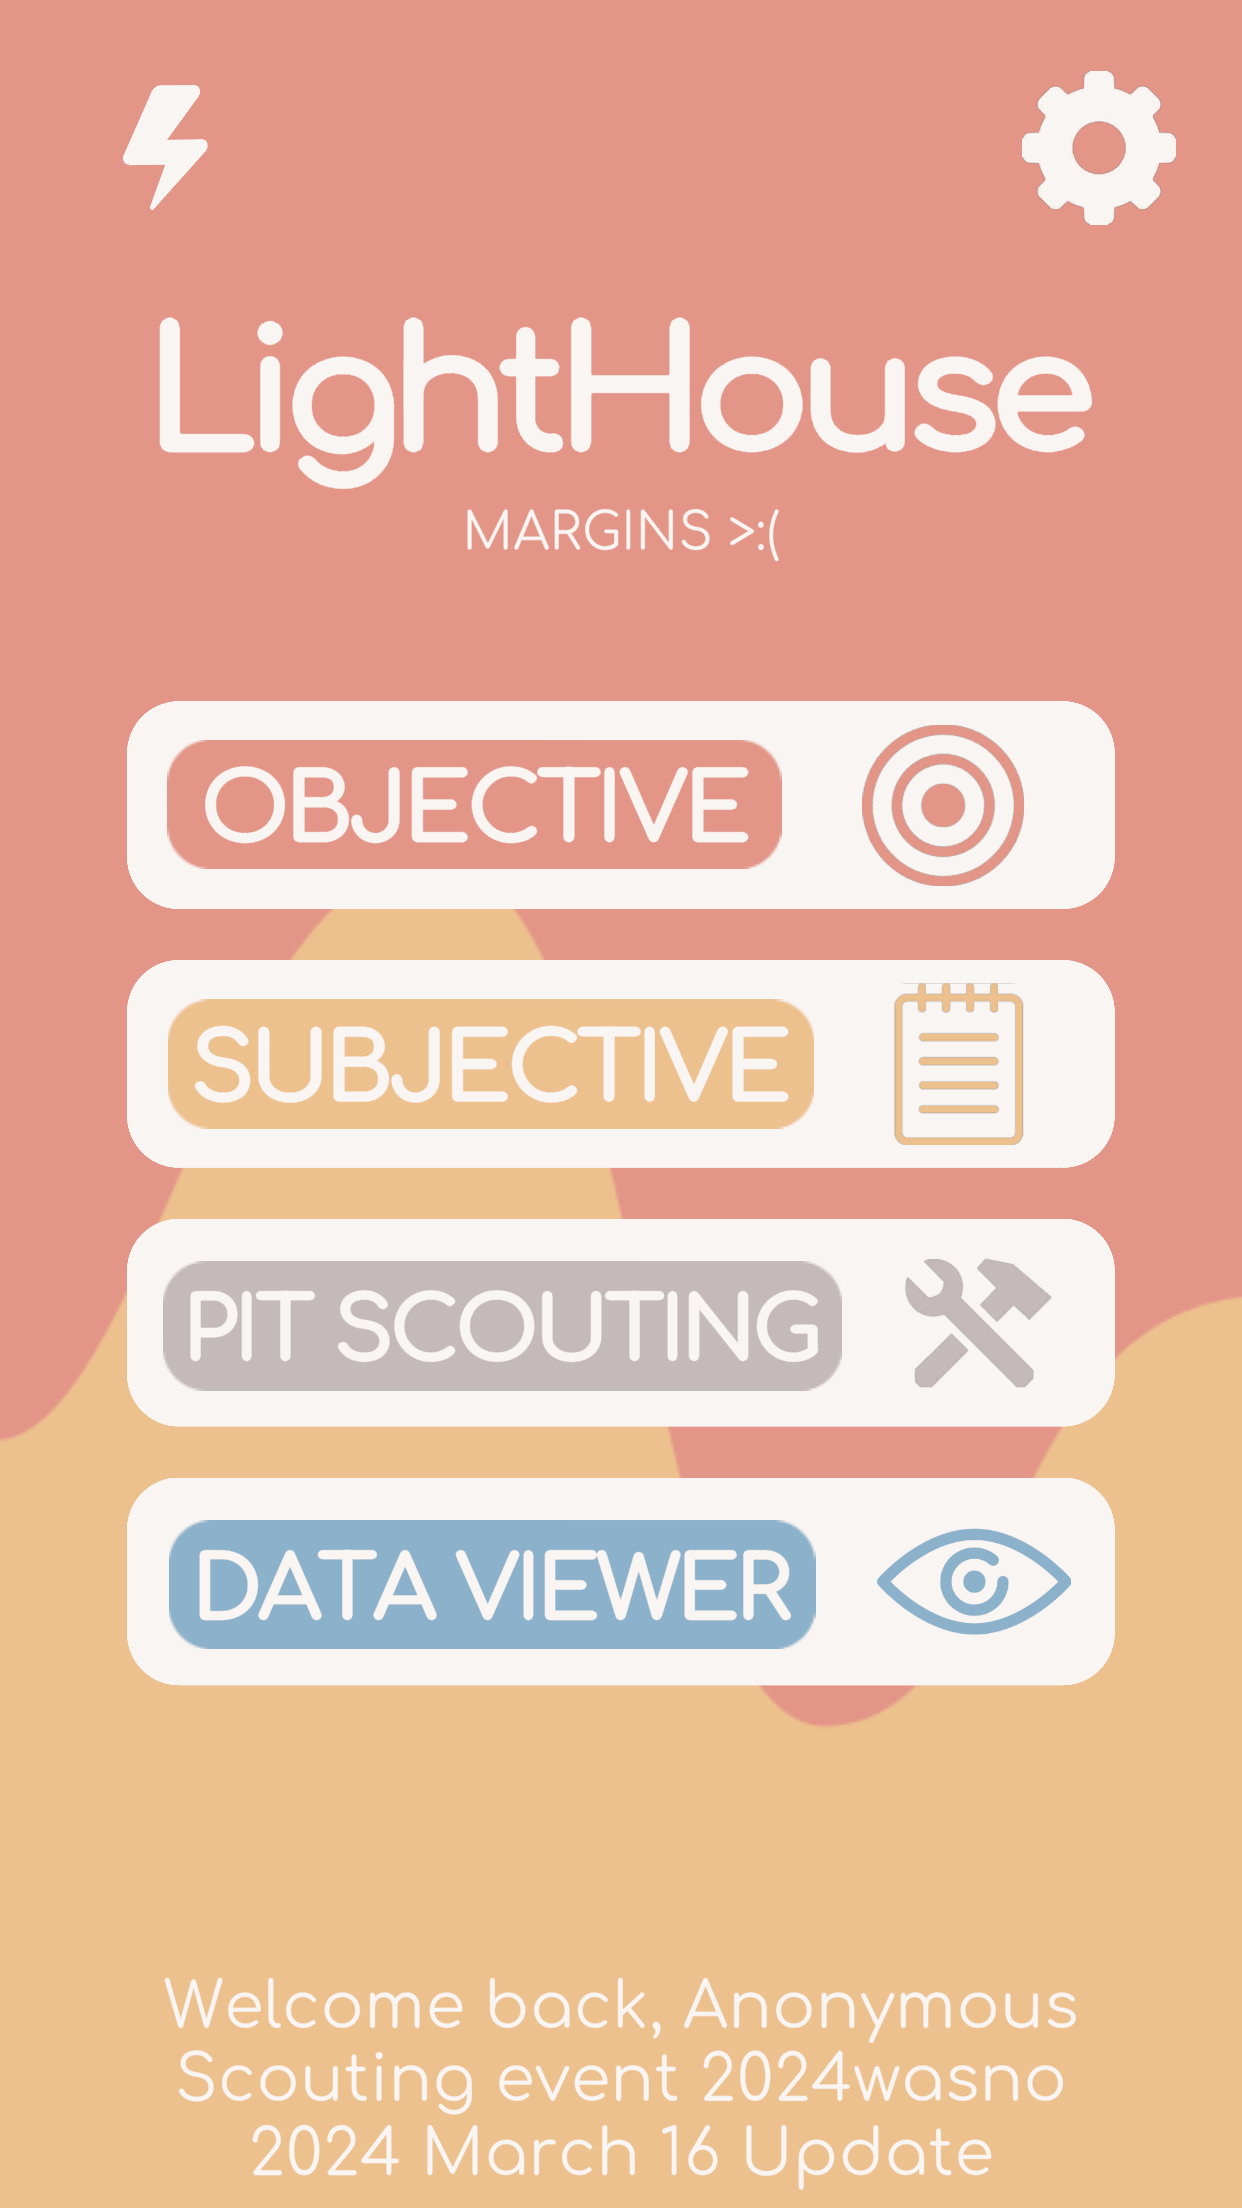 LightHouse
MARGINS >:(
OBJECTIVE
SUBJECTIVE
PIT SCOUTING
DATA VIEWER
Welcome back, Anonymous
Scouting event 2024wasno
2024 March 16 Update